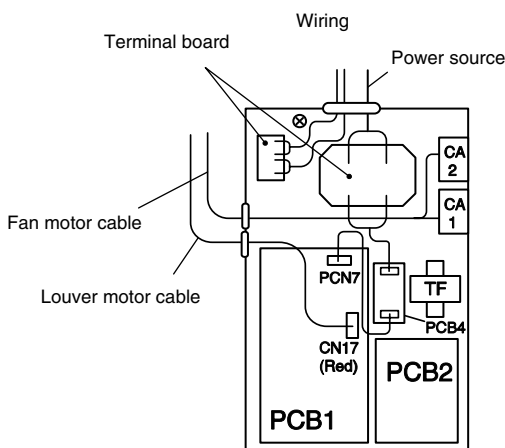 Wiring
Terminal board
Power source
CA
2
CA
1
Fan motor cable
PCN7
TF
Louver motor cable
PCB4
CN17
(Red)
PCB2
PCB1